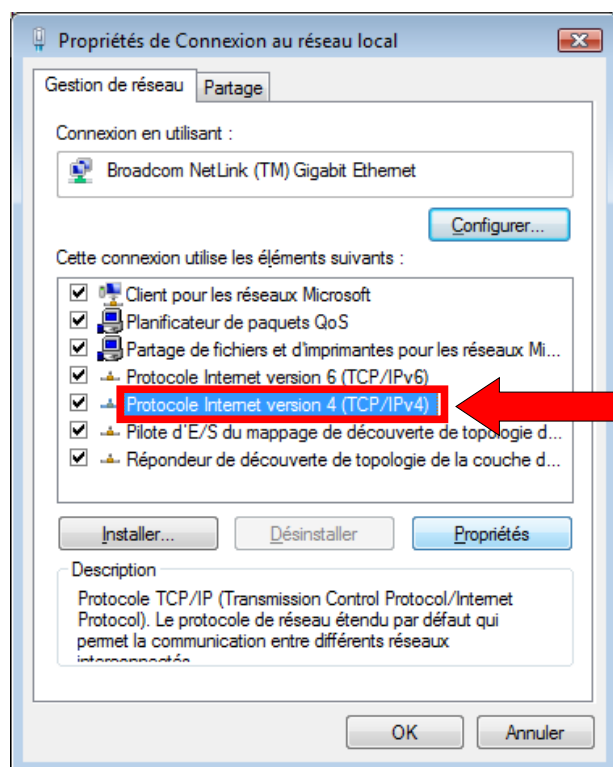 Propriétés de Connexion au réseau local
Gestion de réseau
Partage
Connexion en utilisant :
Broadcom NetLink (TM) Gigabit Ethernet
Configurer...
Cette connexion utilise les éléments suivants :
Client pour les réseaux Microsoft
Planificateur de paquets QoS
Partage de fichiers et d'imprimantes pour les réseaux Mi...
Protocole Internet version 6 (TCP/IPv6)
Protocole Internet version 4 (TCP/IPv4)
Pilote d'E/S du mappage de découverte de topologie d...
Répondeur de découverte de topologie de la couche d...
Installer...
Désinstaller
Propriétés
Description
Protocole TCP/IP (Transmission Control Protocol/Internet
Protocol). Le protocole de réseau étendu par défaut qui
permet la communication entre différents réseaux
interconnectés
OK
Annuler